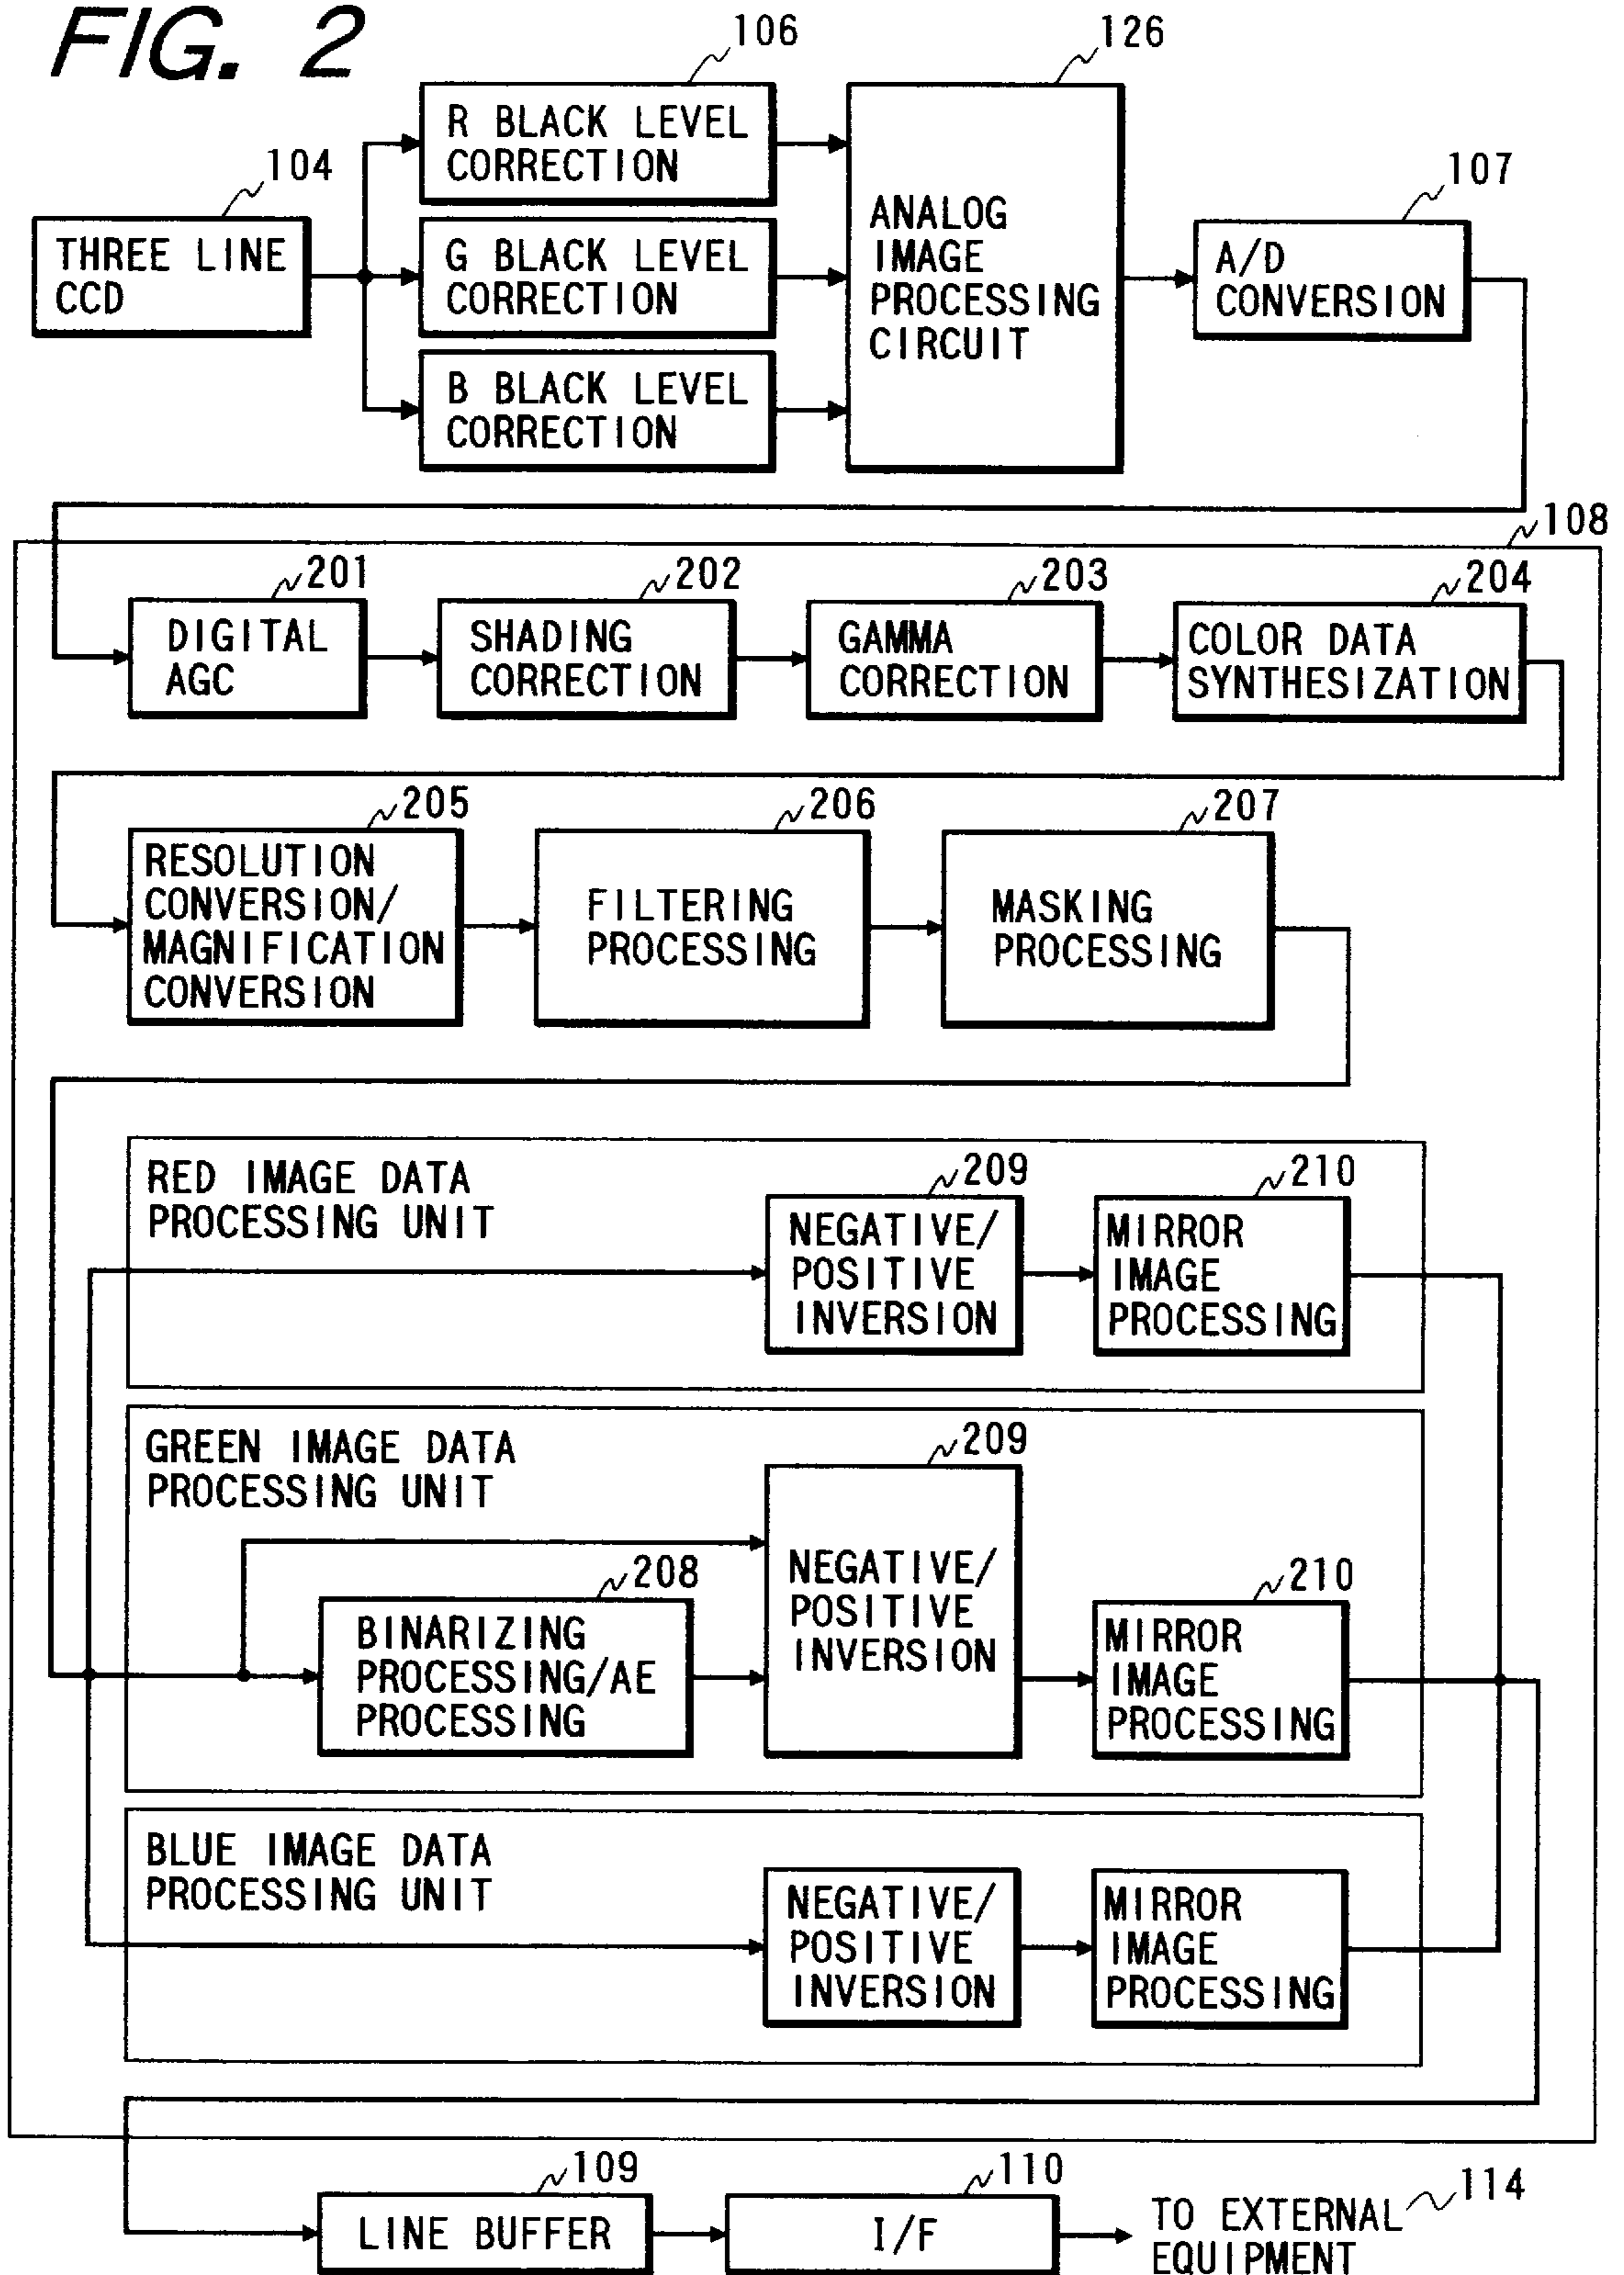 FIG. 2
106
126
R BLACK LEVEL
CORRECTION
104
107
THREE LINE
CCD
G BLACK LEVEL
CORRECTION
ANALOG
IMAGE
PROCESSING
CIRCUIT
A/D
CONVERSION
B BLACK LEVEL
CORRECTION
108
201
202
203
204
DIGITAL
AGC
SHADING
CORRECTION
GAMMA
CORRECTION
COLOR DATA
SYNTHESIZATION
205
206
207
RESOLUTION
CONVERSION/
MAGNIFICATION
CONVERSION
FILTERING
PROCESSING
MASKING
PROCESSING
RED IMAGE DATA
PROCESSING UNIT
209
210
NEGATIVE/
POSITIVE
INVERSION
MIRROR
IMAGE
PROCESSING
GREEN IMAGE DATA
PROCESSING UNIT
209
208
210
BINARIZING
PROCESSING/AE
PROCESSING
NEGATIVE/
POSITIVE
INVERSION
MIRROR
IMAGE
PROCESSING
BLUE IMAGE DATA
PROCESSING UNIT
NEGATIVE/
POSITIVE
INVERSION
MIRROR
IMAGE
PROCESSING
109
110
114
LINE BUFFER
I/F
TO EXTERNAL
EQUIPMENT